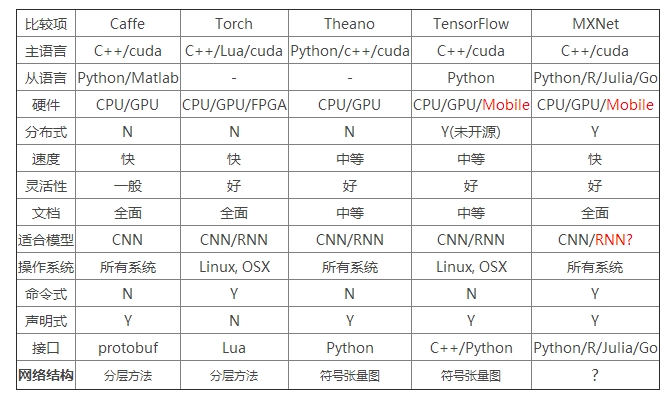 比较项 Caffe Torch Theano TensorFlow MXNet
主语言 C++/cuda C++/Lua/cuda Python/c++/cuda C++/cuda C++/cuda
从语言 Python/Matlab - - Python Python/R/Julia/Go
硬件 CPU/GPU CPU/GPU/FPGA CPU/GPU CPU/GPU/Mobile CPU/GPU/Mobile
分布式 N N N Y(未开源) Y
速度 快 快 中等 中等 快
灵活性 一般 好 好 好 好
文档 全面 全面 中等 中等 全面
适合模型 CNN CNN/RNN CNN/RNN CNN/RNN CNN/RNN?
操作系统 所有系统 Linux, OSX 所有系统 Linux, OSX 所有系统
命令式 N Y N N Y
声明式 Y N Y Y Y
接口 protobuf Lua Python C++/Python Python/R/Julia/Go
网络结构 分层方法 分层方法 符号张量图 符号张量图 ?